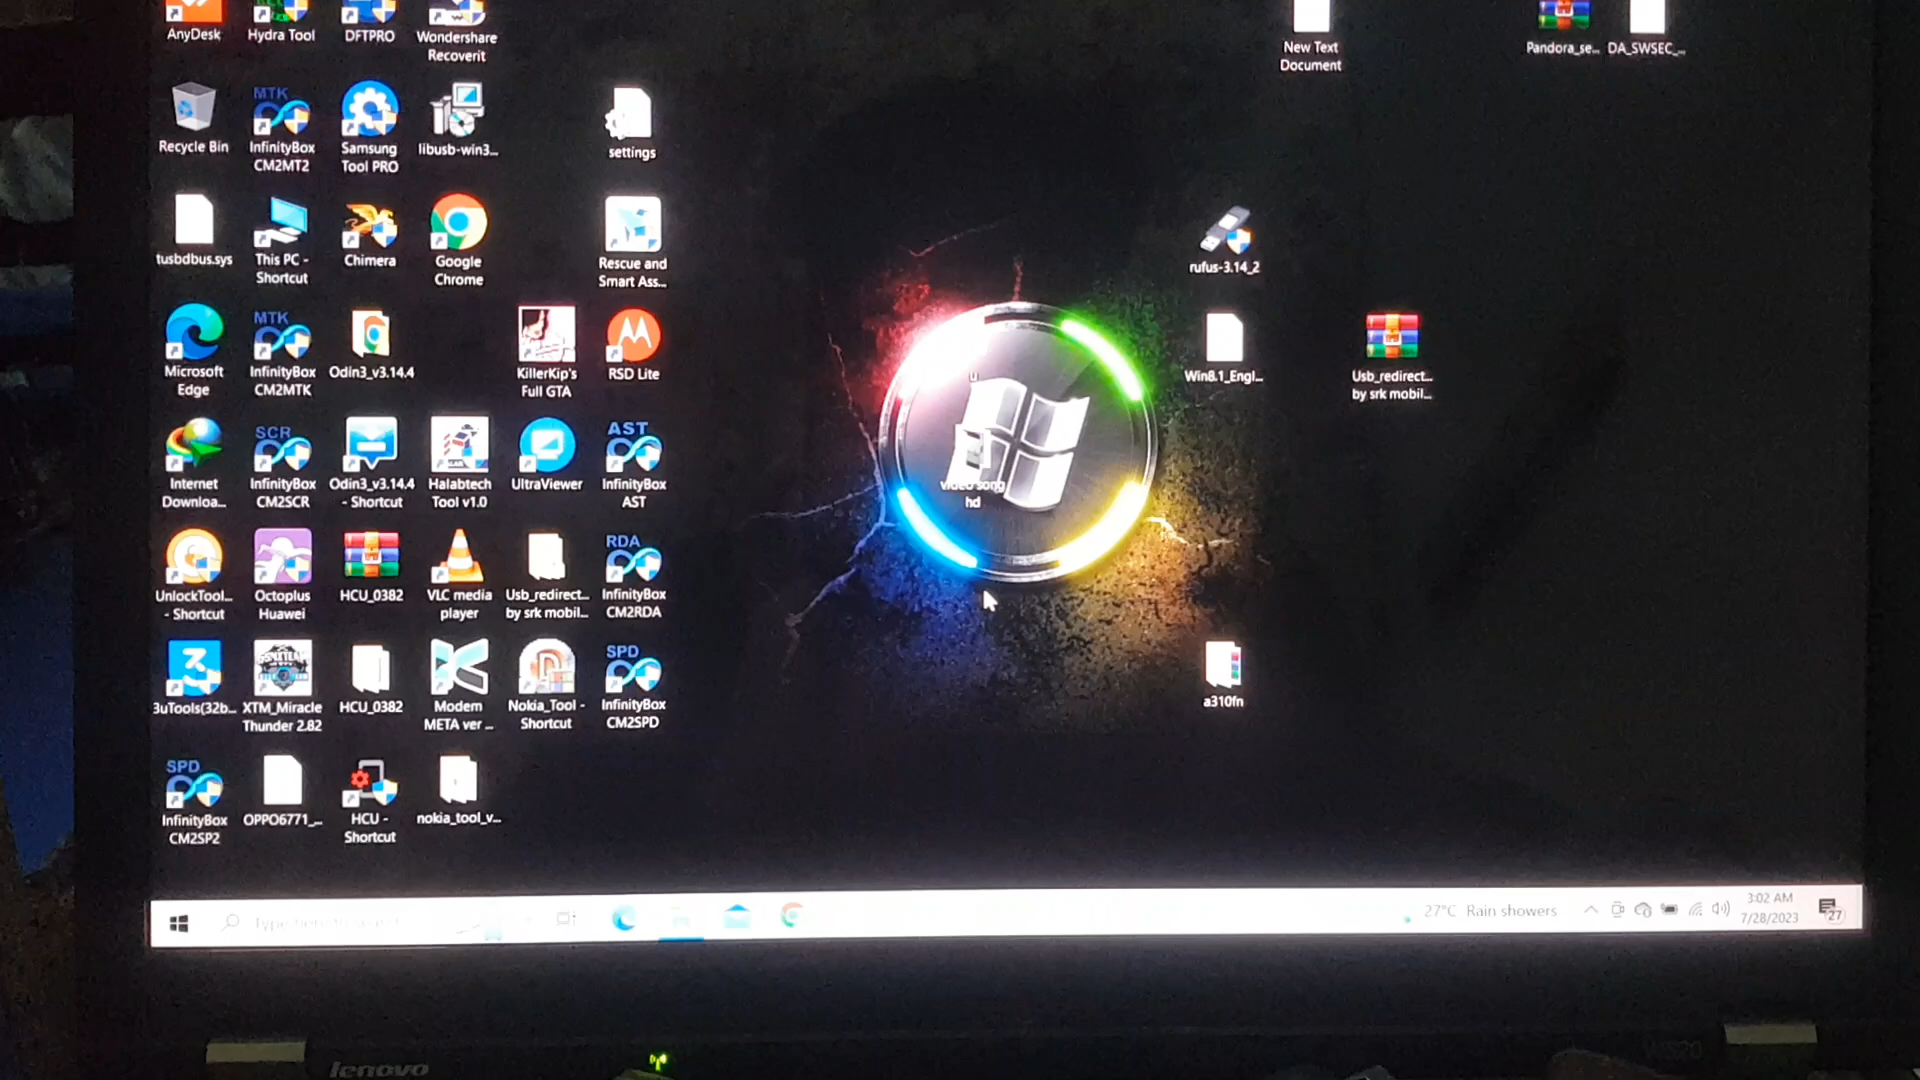 AnyDesk
Hydra Tool
DFTPRO
Wondershare
Recoverit
New Text
Document
Pandora_se...
DA_SWSEC_...
Recycle Bin
MTK
InfinityBox
CM2MT2
Samsung
Tool PRO
libusb-win3...
settings
tusbdbus.sys
This PC -
Shortcut
Chimera
Google
Chrome
Rescue and
Smart Ass...
rufus-3.14_2
Microsoft
Edge
MTK
InfinityBox
CM2MTK
Odin3_v3.14.4
KillerKip's
Full GTA
RSD Lite
u
Win8.1_Engl...
Usb_redirect...
by srk mobil...
Internet
Downloa...
SCR
InfinityBox
CM2SCR
Odin3_v3.14.4
- Shortcut
Halabtech
Tool v1.0
UltraViewer
AST
InfinityBox
AST
video song
hd
UnlockTool...
- Shortcut
Octoplus
Huawei
HCU_0382
VLC media
player
Usb_redirect...
by srk mobil...
RDA
InfinityBox
CM2RDA
3uTools(32b...
XTM_Miracle
Thunder 2.82
HCU_0382
Modem
META ver ...
Nokia_Tool -
Shortcut
SPD
InfinityBox
CM2SPD
a310fn
SPD
InfinityBox
CM2SP2
OPPO6771_...
HCU -
Shortcut
nokia_tool_v...
27°C Rain showers
3:02 AM
7/28/2023
27
lenovo